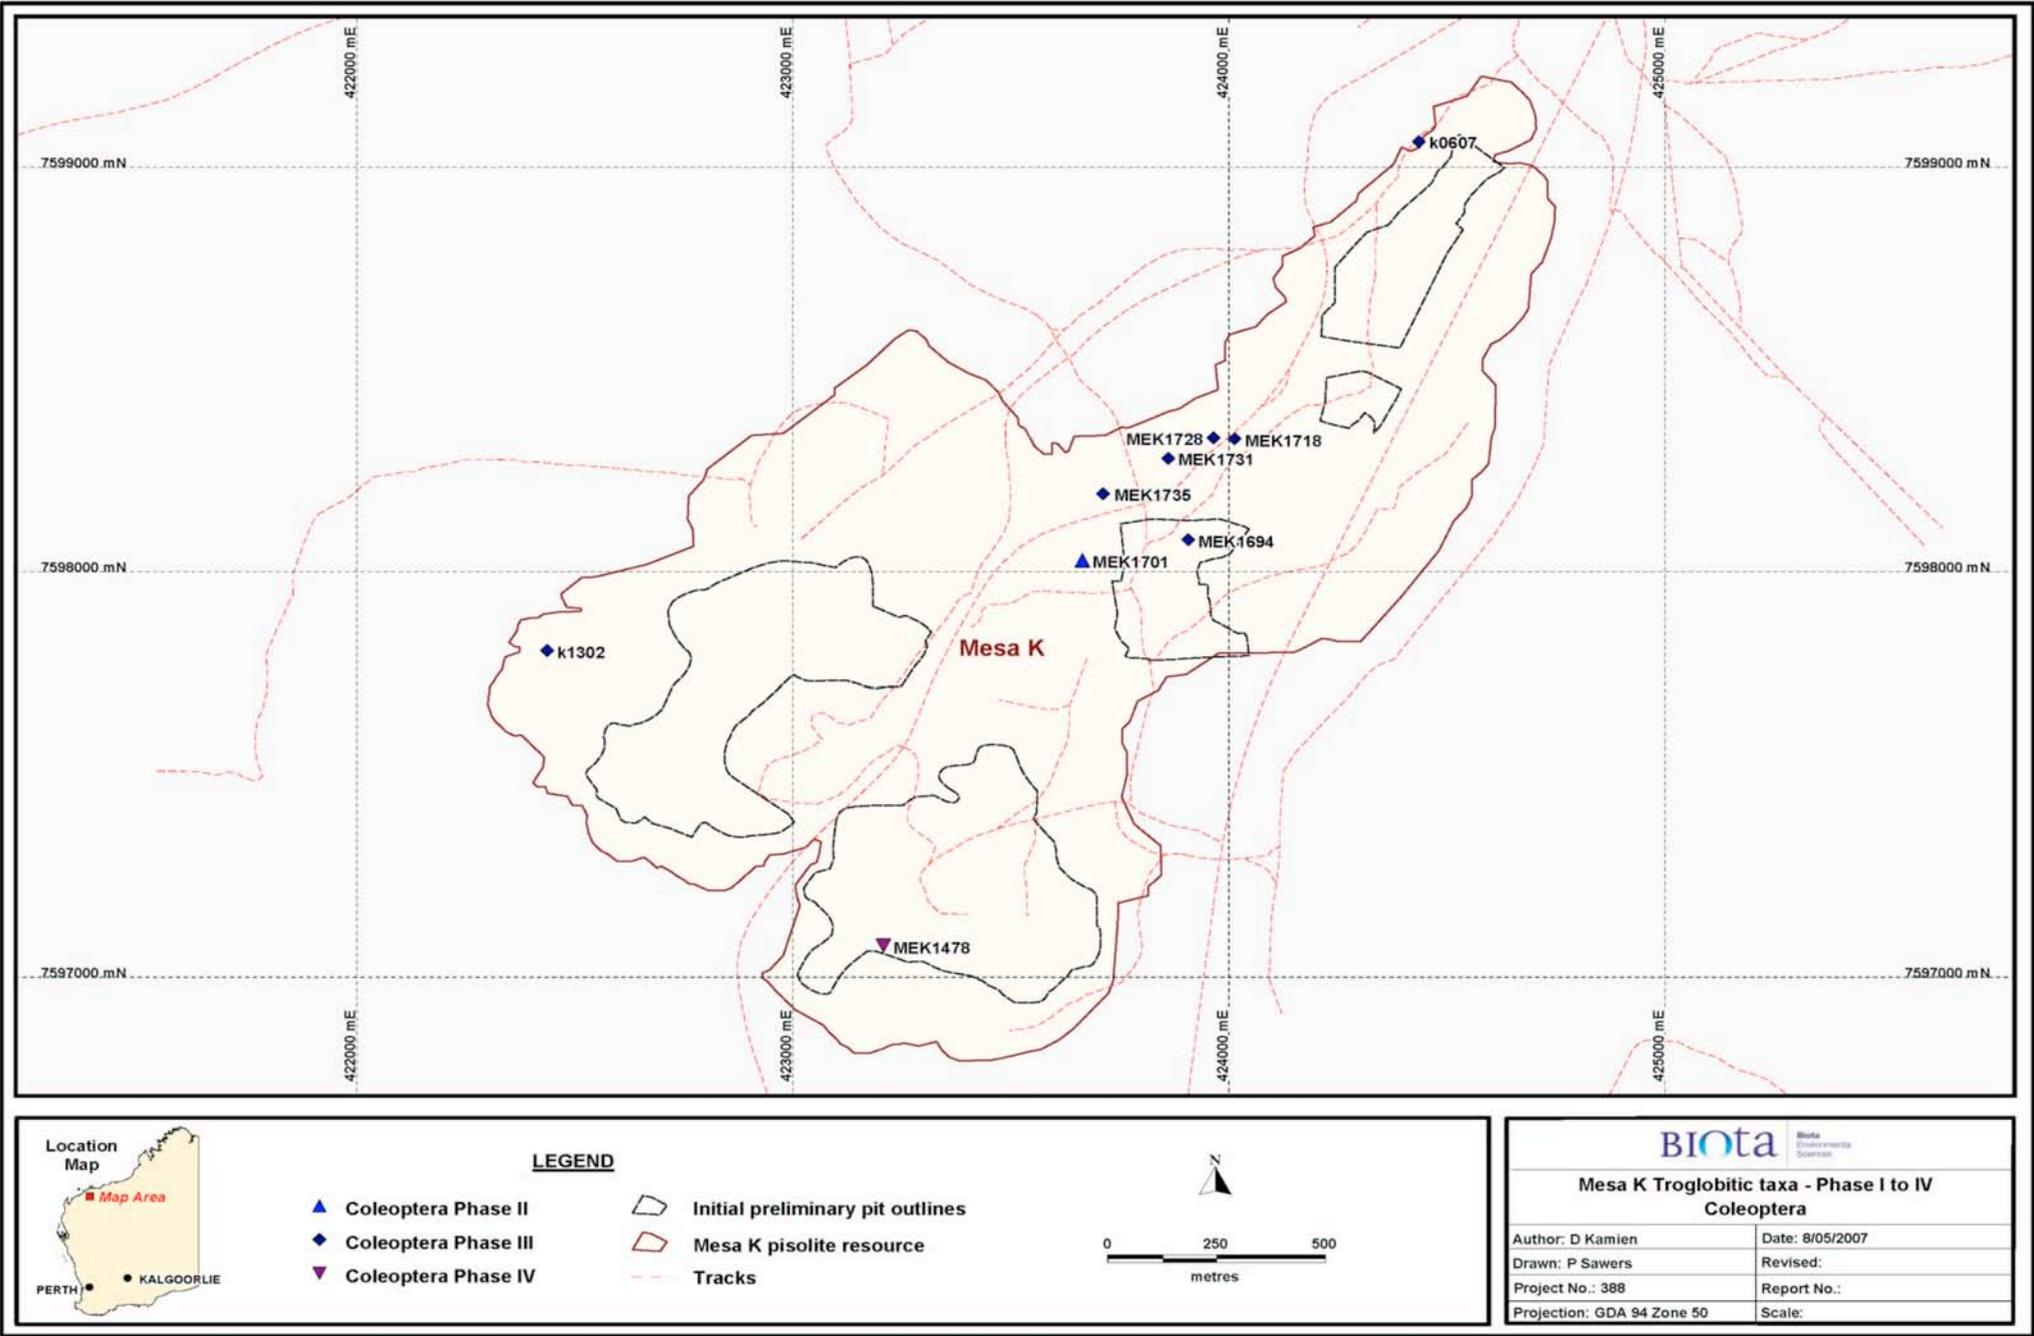 422000 mE
423000 mE
424000 mE
425000 mE
k0607
7599000 mN
7599000 mN
MEK1728
MEK1718
MEK1731
MEK1735
MEK1694
MEK1701
7598000 mN
7598000 mN
Mesa K
k1302
MEK1478
7597000 mN
7597000 mN
422000 mE
423000 mE
424000 mE
425000 mE
Location
Map
Map Area
KALGOORLIE
PERTH
LEGEND
Coleoptera Phase II
Coleoptera Phase III
Coleoptera Phase IV
Initial preliminary pit outlines
Mesa K pisolite resource
Tracks
N
0 250 500
metres
BIOta
Biota
Environmental
Sciences
Mesa K Troglobitic taxa - Phase I to IV
Coleoptera
Author: D Kamien
Date: 8/05/2007
Drawn: P Sawers
Revised:
Project No.: 388
Report No.:
Projection: GDA 94 Zone 50
Scale: